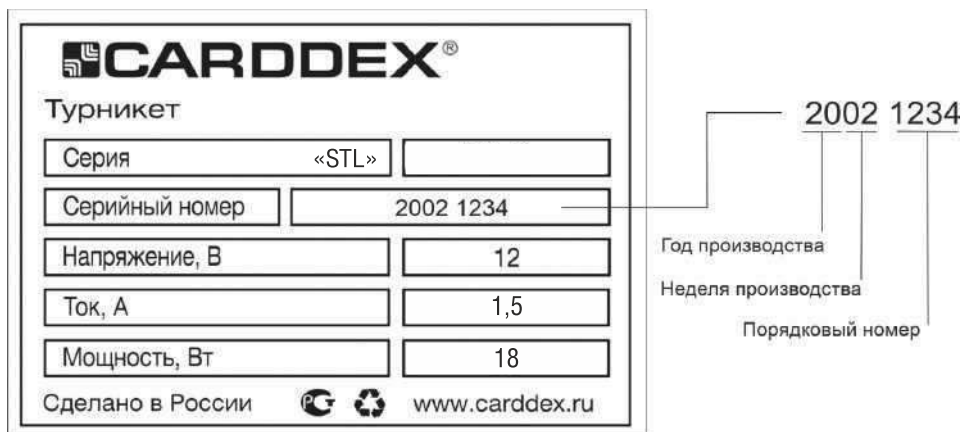 CARDDEX®
Турникет
Серия «STL»
Серийный номер 2002 1234
Напряжение, В 12
Ток, А 1,5
Мощность, Вт 18
Сделано в России РСТ www.carddex.ru
2002 1234
Год производства
Неделя производства
Порядковый номер